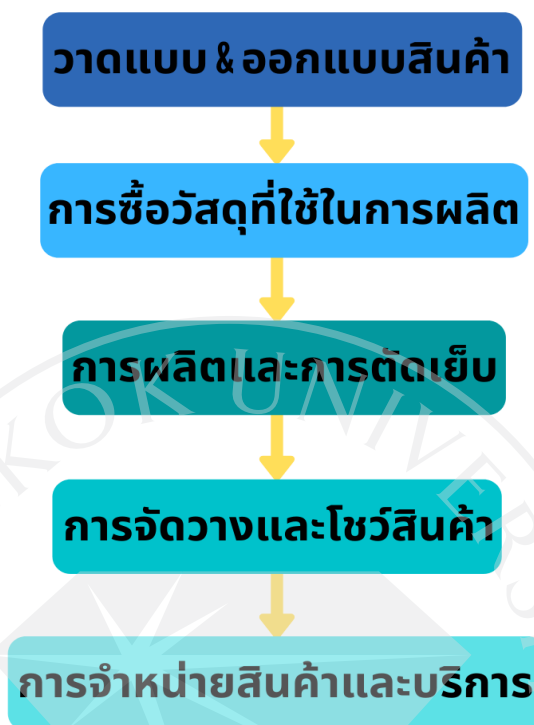 วาดแบบ & ออกแบบสินค้า
การซื้อวัสดุที่ใช้ในการผลิต
การผลิตและการตัดเย็บ
KOK UNIVERS
การจัดวางและโชว์สินค้า
การจำหน่ายสินค้าและบริการ